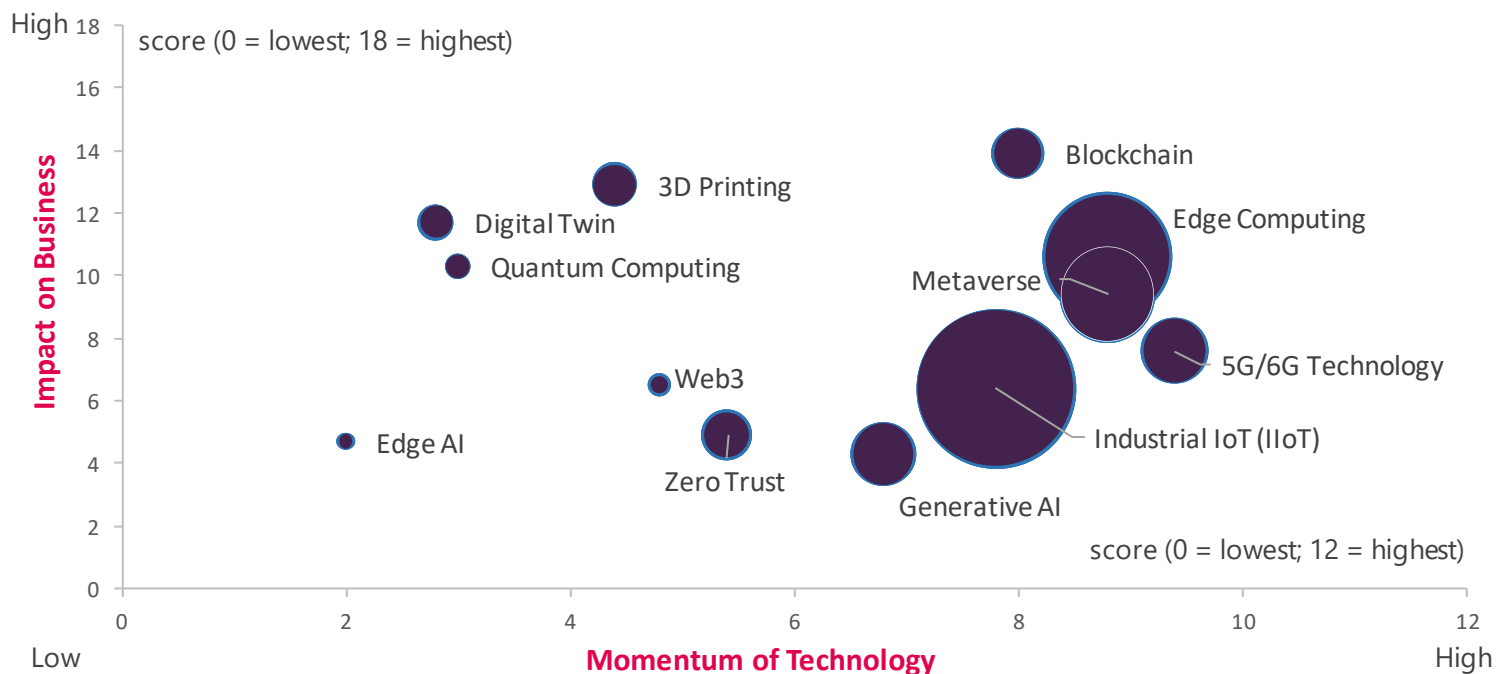 High
18
score (0 = lowest; 18 = highest)
16
14
Blockchain
3D Printing
12
Digital Twin
Edge Computing
Impact on Business
10
Quantum Computing
Metaverse
8
5G/6G Technology
6
Web3
Edge AI
Industrial IoT (IIoT)
4
Zero Trust
Generative AI
2
score (0 = lowest; 12 = highest)
0
0 2 4 6 8 10 12
Low
Momentum of Technology
High